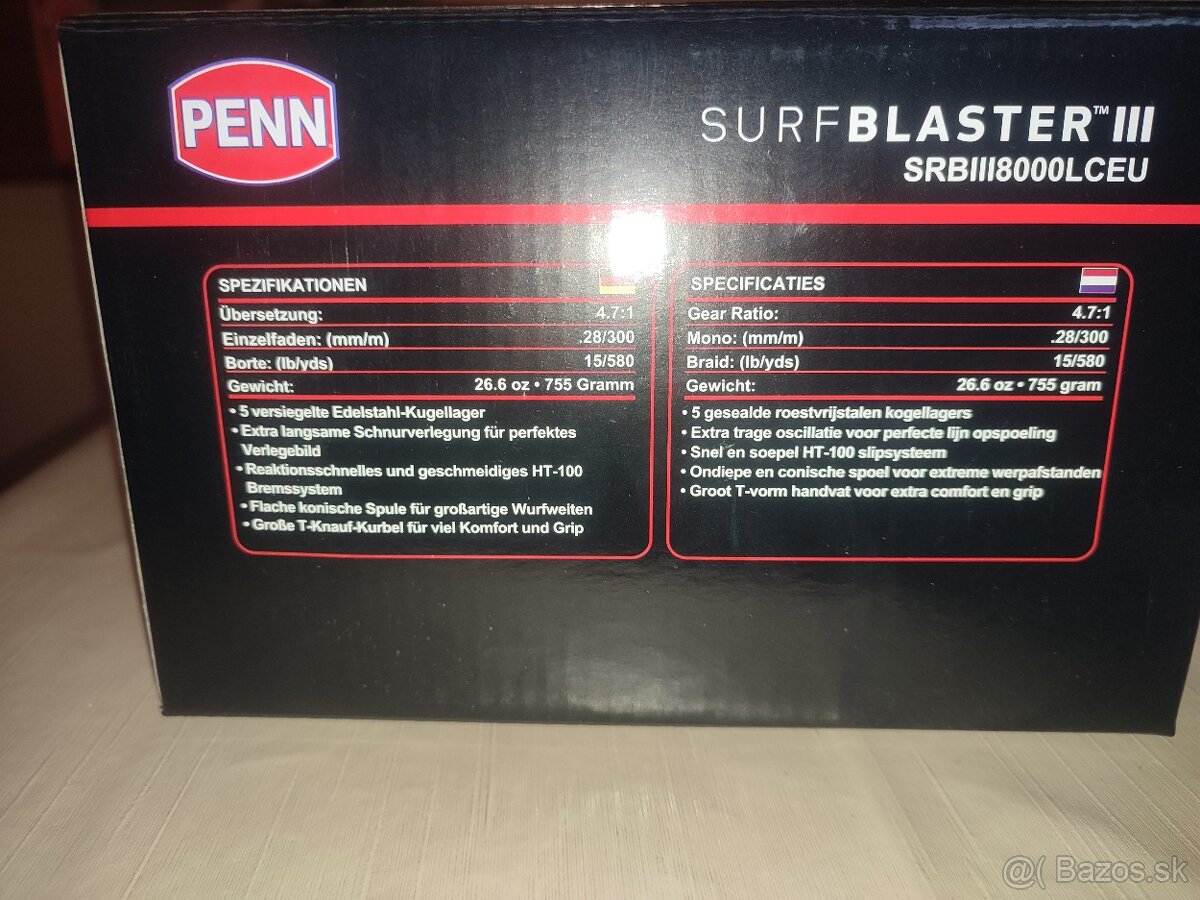 PENN
SURFBLASTER™ III
SRBIII8000LCEU
SPEZIFIKATIONEN
Übersetzung: 4.7:1
Einzelfaden: (mm/m) .28/300
Borte: (lb/yds) 15/580
Gewicht: 26.6 oz • 755 Gramm
• 5 versiegelte Edelstahl-Kugellager
• Extra langsame Schnurverlegung für perfektes
Verlegebild
• Reaktionsschnelles und geschmeidiges HT-100
Bremssystem
• Flache konische Spule für großartige Wurfweiten
• Große T-Knauf-Kurbel für viel Komfort und Grip
SPECIFICATIES
Gear Ratio: 4.7:1
Mono: (mm/m) .28/300
Braid: (lb/yds) 15/580
Gewicht: 26.6 oz • 755 gram
• 5 gesealde roestvrijstalen kogellagers
• Extra trage oscillatie voor perfecte lijn opspoeling
• Snel en soepel HT-100 slipsysteem
• Ondiepe en conische spoel voor extreme werpafstanden
• Groot T-vorm handvat voor extra comfort en grip
@( Bazos.sk